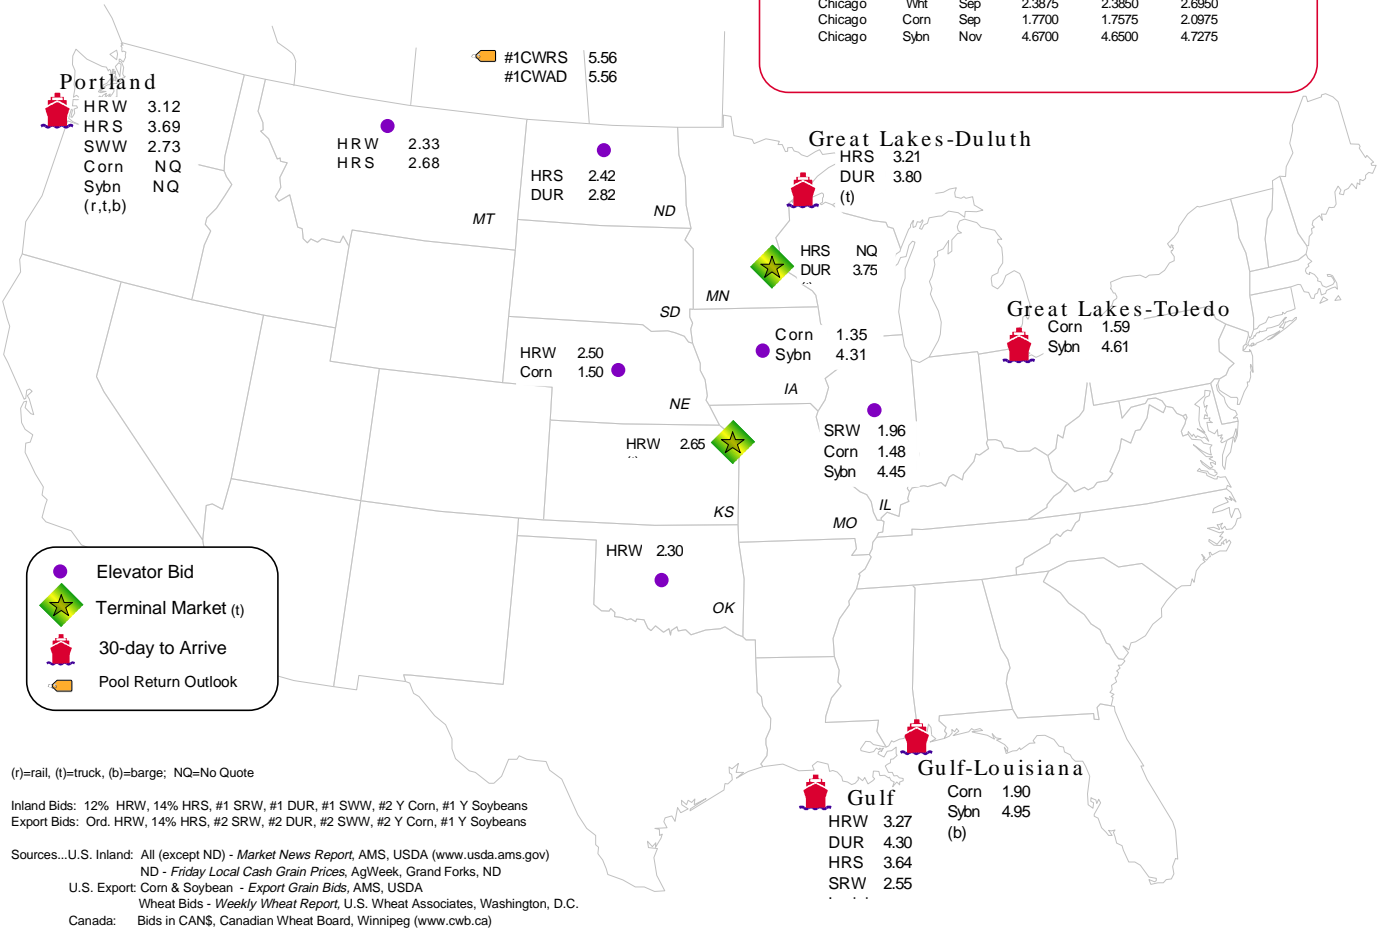 Chicago Wht Sep 2.3875 2.3850 2.6950
Chicago Corn Sep 1.7700 1.7575 2.0975
Chicago Sybn Nov 4.6700 4.6500 4.7275
#1CWRS 5.56
#1CWAD 5.56
Portland
HRW 3.12
HRS 3.69
SWW 2.73
Corn NQ
Sybn NQ
(r,t,b)
HRW 2.33
HRS 2.68
MT
HRS 2.42
DUR 2.82
ND
Great Lakes-Duluth
HRS 3.21
DUR 3.80
(t)
HRS NQ
DUR 3.75
MN
SD
Great Lakes-Toledo
Corn 1.59
Sybn 4.61
Corn 1.35
Sybn 4.31
IA
HRW 2.50
Corn 1.50
NE
HRW 2.65
KS
SRW 1.96
Corn 1.48
Sybn 4.45
IL
MO
HRW 2.30
OK
Elevator Bid
Terminal Market (t)
30-day to Arrive
Pool Return Outlook
Gulf-Louisiana
Corn 1.90
Sybn 4.95
(b)
Gulf
HRW 3.27
DUR 4.30
HRS 3.64
SRW 2.55
(r)=rail, (t)=truck, (b)=barge; NQ=No Quote
Inland Bids: 12% HRW, 14% HRS, #1 SRW, #1 DUR, #1 SWW, #2 Y Corn, #1 Y Soybeans
Export Bids: Ord. HRW, 14% HRS, #2 SRW, #2 DUR, #2 SWW, #2 Y Corn, #1 Y Soybeans
Sources...U.S. Inland: All (except ND) - Market News Report, AMS, USDA (www.usda.ams.gov)
ND - Friday Local Cash Grain Prices, AgWeek, Grand Forks, ND
U.S. Export: Corn & Soybean - Export Grain Bids, AMS, USDA
Wheat Bids - Weekly Wheat Report, U.S. Wheat Associates, Washington, D.C.
Canada: Bids in CAN$, Canadian Wheat Board, Winnipeg (www.cwb.ca)